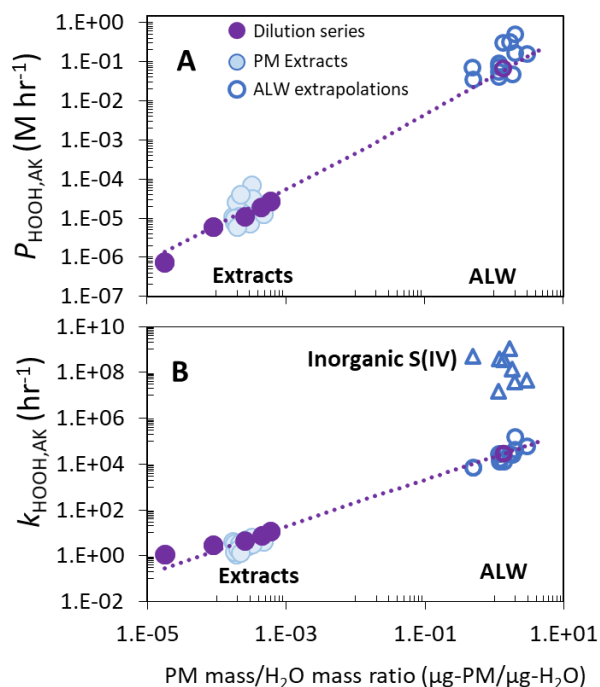 1.E+00
1.E-01
1.E-02
1.E-03
1.E-04
1.E-05
1.E-06
1.E-07
P_HOOH,AK (M hr⁻¹)
A
Dilution series
PM Extracts
ALW extrapolations
Extracts
ALW
1.E+10
1.E+08
1.E+06
1.E+04
1.E+02
1.E+00
1.E-02
k_HOOH,AK (hr⁻¹)
B
Inorganic S(IV)
Extracts
ALW
1.E-05 1.E-03 1.E-01 1.E+01
PM mass/H₂O mass ratio (µg-PM/µg-H₂O)